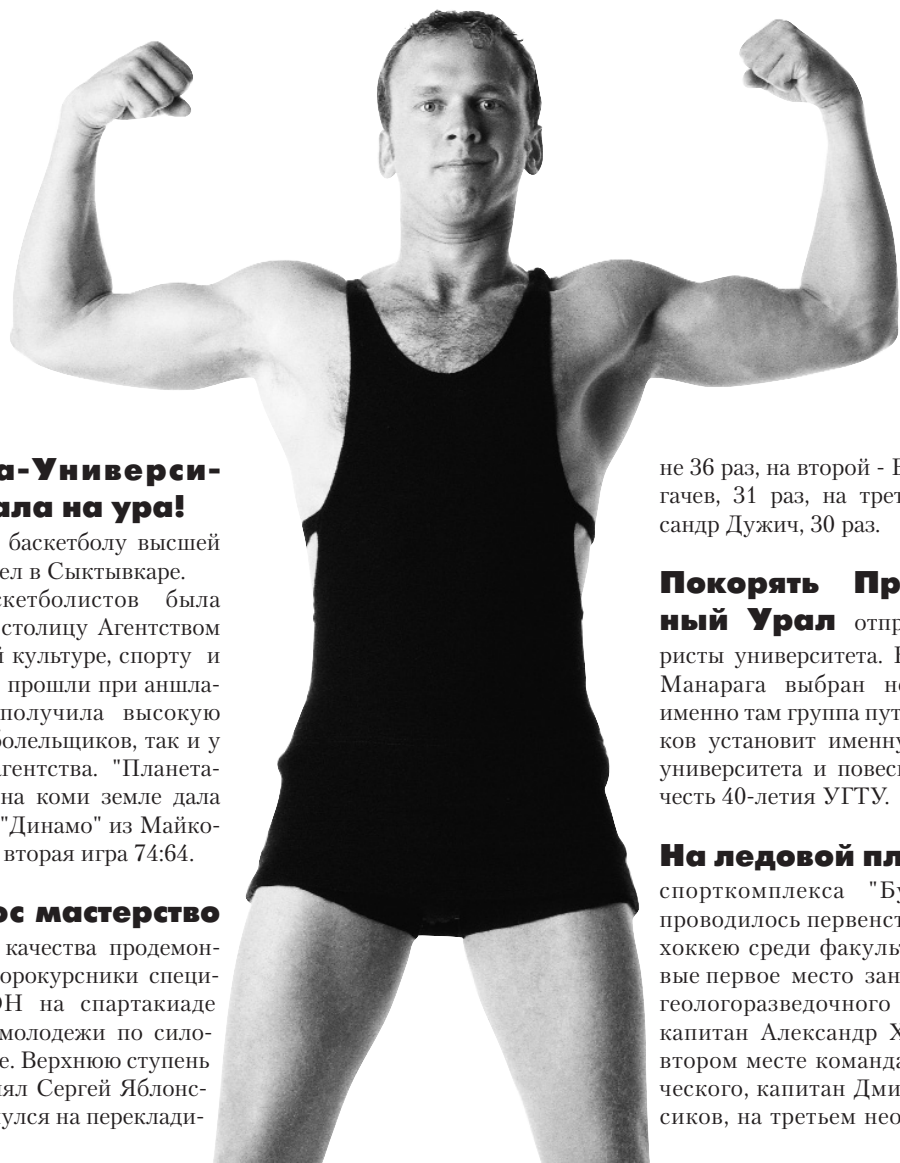 а-Универси-
ала на ура!
баскетболу высшей
ел в Сыктывкаре.
скетболистов была
столицу Агентством
й культуре, спорту и
прошли при аншла-
получила высокую
болельщиков, так и у
агентства. "Планета-
на коми земле дала
"Динамо" из Майко-
вторая игра 74:64.
ос мастерство
качества продемон-
орокурсники специ-
ОН на спартакиаде
молодежи по сило-
е. Верхнюю ступень
нял Сергей Яблонс-
нулся на переклади-
не 36 раз, на второй - Е
гачев, 31 раз, на трет
сандр Дужич, 30 раз.
Покорять Пр
ный Урал отпр
ристы университета. В
Манарага выбран не
именно там группа пут
ков установит именну
университета и повес
честь 40-летия УГТУ.
На ледовой пл
спорткомплекса "Бу
проводилось первенст
хоккею среди факуль
вые первое место зан
геологоразведочного
капитан Александр Х
втором месте команда
ческого, капитан Дми
сиков, на третьем нео